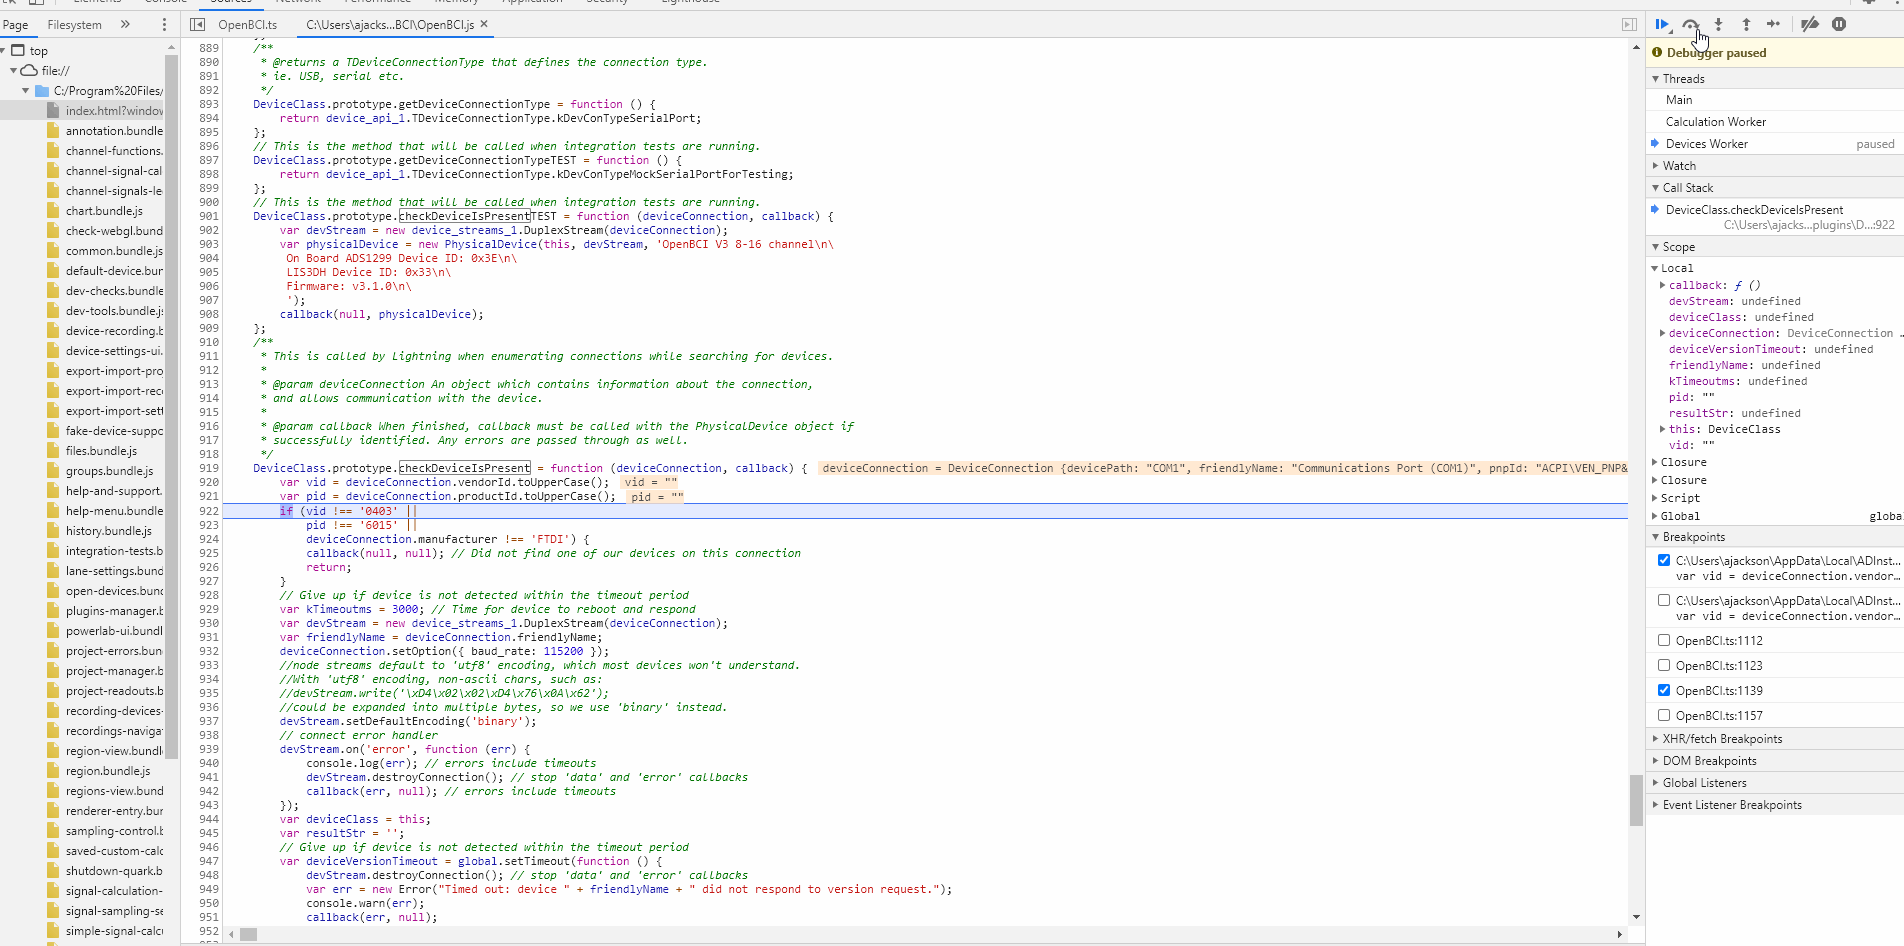 Elements Console Sources Network Performance Memory Application Security Lighthouse
Page Filesystem »
OpenBCI.ts C:\Users\ajacks...BCI\OpenBCI.js ×
top
file://
C:/Program%20Files/
index.html?window
annotation.bundle
channel-functions.
channel-signal-cal
channel-signals-le
chart.bundle.js
check-webgl.bund
common.bundle.js
default-device.bur
dev-checks.bundle
dev-tools.bundle.js
device-recording.b
device-settings-ui.
export-import-proj
export-import-rec
export-import-sett
fake-device-suppo
files.bundle.js
groups.bundle.js
help-and-support.
help-menu.bundle
history.bundle.js
integration-tests.b
lane-settings.bund
open-devices.bund
plugins-manager.b
powerlab-ui.bundl
project-errors.bun
project-manager.b
project-readouts.b
recording-devices-
recordings-navigat
region-view.bundl
region.bundle.js
regions-view.bund
renderer-entry.bur
sampling-control.b
saved-custom-calc
shutdown-quark.b
signal-calculation-
signal-sampling-se
simple-signal-calcu
889 /**
890 * @returns a TDeviceConnectionType that defines the connection type.
891 * ie. USB, serial etc.
892 */
893 DeviceClass.prototype.getDeviceConnectionType = function () {
894 return device_api_1.TDeviceConnectionType.kDevConTypeSerialPort;
895 };
896 // This is the method that will be called when integration tests are running.
897 DeviceClass.prototype.getDeviceConnectionTypeTEST = function () {
898 return device_api_1.TDeviceConnectionType.kDevConTypeMockSerialPortForTesting;
899 };
900 // This is the method that will be called when integration tests are running.
901 DeviceClass.prototype.checkDeviceIsPresentTEST = function (deviceConnection, callback) {
902 var devStream = new device_streams_1.DuplexStream(deviceConnection);
903 var physicalDevice = new PhysicalDevice(this, devStream, 'OpenBCI V3 8-16 channel\n\
904 On Board ADS1299 Device ID: 0x3E\n\
905 LIS3DH Device ID: 0x33\n\
906 Firmware: v3.1.0\n\
907 ');
908 callback(null, physicalDevice);
909 };
910 /**
911 * This is called by Lightning when enumerating connections while searching for devices.
912 *
913 * @param deviceConnection An object which contains information about the connection,
914 * and allows communication with the device.
915 *
916 * @param callback When finished, callback must be called with the PhysicalDevice object if
917 * successfully identified. Any errors are passed through as well.
918 */
919 DeviceClass.prototype.checkDeviceIsPresent = function (deviceConnection, callback) { deviceConnection = DeviceConnection {devicePath: "COM1", friendlyName: "Communications Port (COM1)", pnpId: "ACPI\VEN_PNP&
920 var vid = deviceConnection.vendorId.toUpperCase(); vid = ""
921 var pid = deviceConnection.productId.toUpperCase(); pid = ""
922 if (vid !== '0403' ||
923 pid !== '6015' ||
924 deviceConnection.manufacturer !== 'FTDI') {
925 callback(null, null); // Did not find one of our devices on this connection
926 return;
927 }
928 // Give up if device is not detected within the timeout period
929 var kTimeoutms = 3000; // Time for device to reboot and respond
930 var devStream = new device_streams_1.DuplexStream(deviceConnection);
931 var friendlyName = deviceConnection.friendlyName;
932 deviceConnection.setOption({ baud_rate: 115200 });
933 //node streams default to 'utf8' encoding, which most devices won't understand.
934 //With 'utf8' encoding, non-ascii chars, such as:
935 //devStream.write('\xD4\x02\x02\xD4\x76\x0A\x62');
936 //could be expanded into multiple bytes, so we use 'binary' instead.
937 devStream.setDefaultEncoding('binary');
938 // connect error handler
939 devStream.on('error', function (err) {
940 console.log(err); // errors include timeouts
941 devStream.destroyConnection(); // stop 'data' and 'error' callbacks
942 callback(err, null); // errors include timeouts
943 });
944 var deviceClass = this;
945 var resultStr = '';
946 // Give up if device is not detected within the timeout period
947 var deviceVersionTimeout = global.setTimeout(function () {
948 devStream.destroyConnection(); // stop 'data' and 'error' callbacks
949 var err = new Error("Timed out: device " + friendlyName + " did not respond to version request.");
950 console.warn(err);
951 callback(err, null);
952
Debugger paused
Threads
Main
Calculation Worker
Devices Worker paused
Watch
Call Stack
DeviceClass.checkDeviceIsPresent
C:\Users\ajacks...plugins\D...:922
Scope
Local
callback: ƒ ()
devStream: undefined
deviceClass: undefined
deviceConnection: DeviceConnection …
deviceVersionTimeout: undefined
friendlyName: undefined
kTimeoutms: undefined
pid: ""
resultStr: undefined
this: DeviceClass
vid: ""
Closure
Closure
Script
Global globa
Breakpoints
C:\Users\ajackson\AppData\Local\ADInst...
var vid = deviceConnection.vendor...
C:\Users\ajackson\AppData\Local\ADInst...
var vid = deviceConnection.vendor...
OpenBCI.ts:1112
OpenBCI.ts:1123
OpenBCI.ts:1139
OpenBCI.ts:1157
XHR/fetch Breakpoints
DOM Breakpoints
Global Listeners
Event Listener Breakpoints